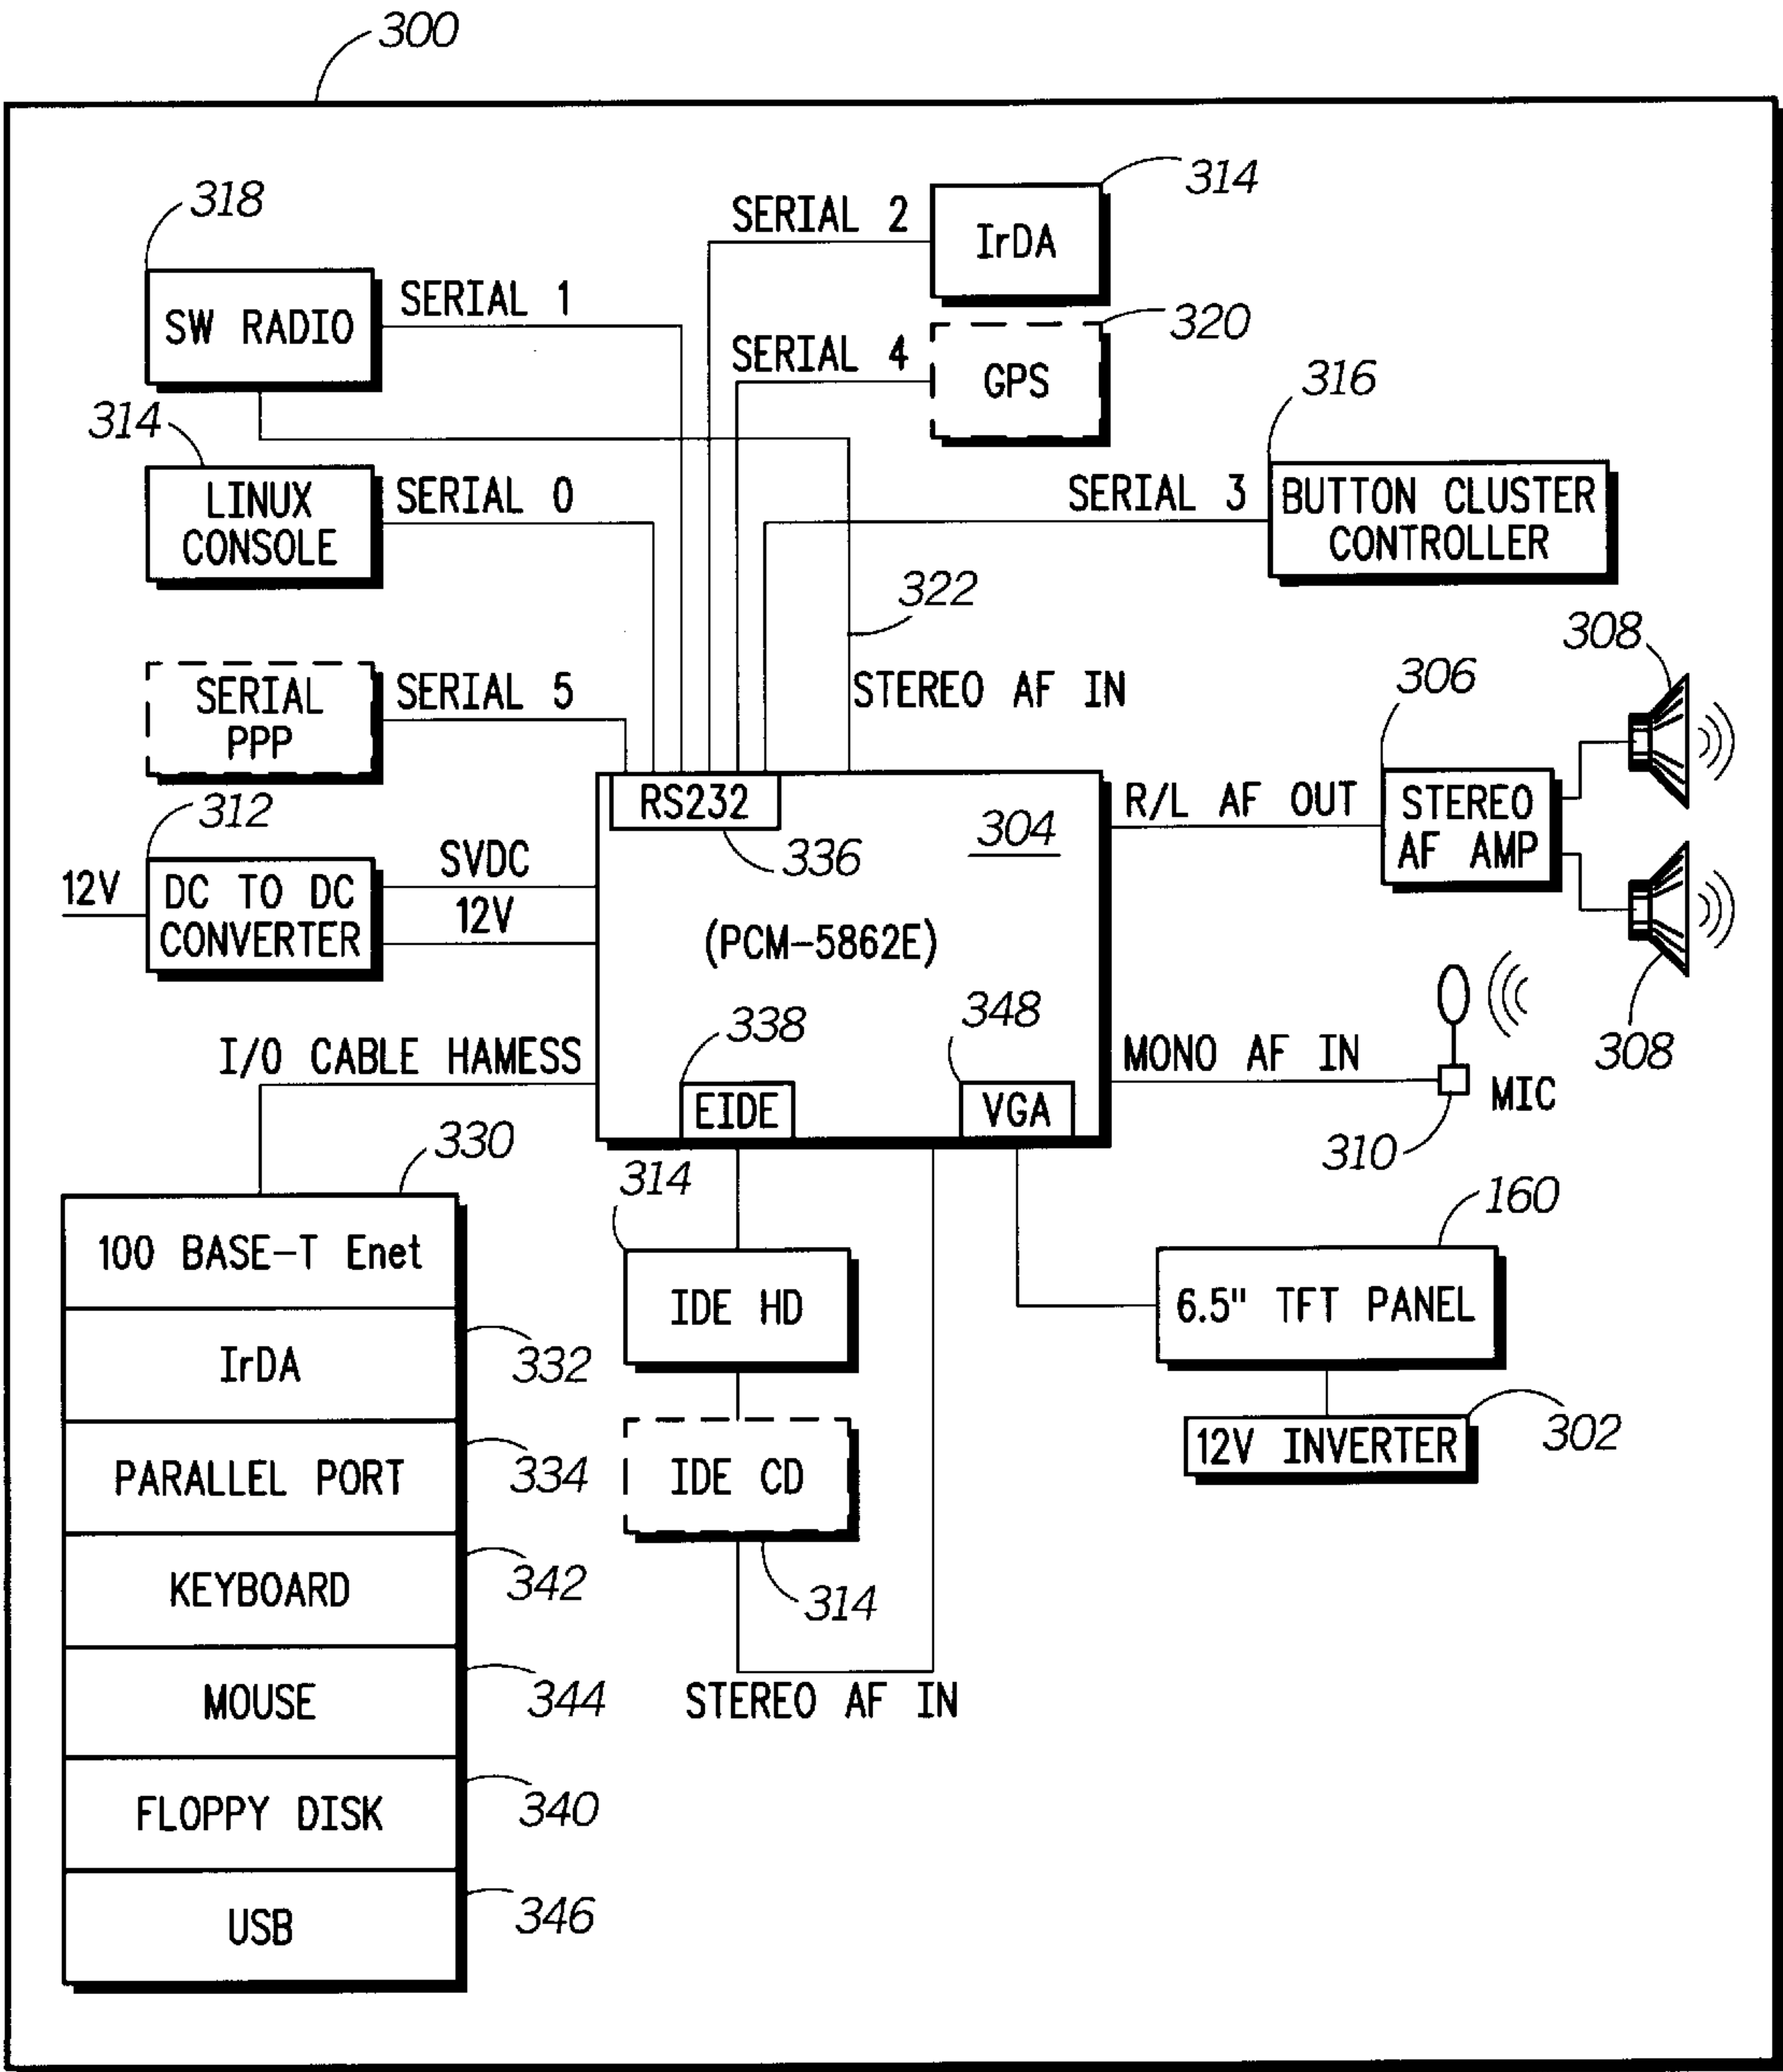 300
318
SERIAL 2
314
IrDA
SW RADIO
SERIAL 1
SERIAL 4
320
GPS
314
316
LINUX
CONSOLE
SERIAL 0
SERIAL 3
BUTTON CLUSTER
CONTROLLER
322
308
SERIAL
PPP
SERIAL 5
STEREO AF IN
306
312
RS232
336
304
R/L AF OUT
STEREO
AF AMP
12V
DC TO DC
CONVERTER
SVDC
12V
(PCM-5862E)
308
I/O CABLE HAMESS
338
348
EIDE
VGA
MONO AF IN
MIC
310
330
314
160
100 BASE-T Enet
IDE HD
6.5" TFT PANEL
IrDA
332
302
12V INVERTER
PARALLEL PORT
334
IDE CD
314
KEYBOARD
342
MOUSE
344
STEREO AF IN
FLOPPY DISK
340
USB
346